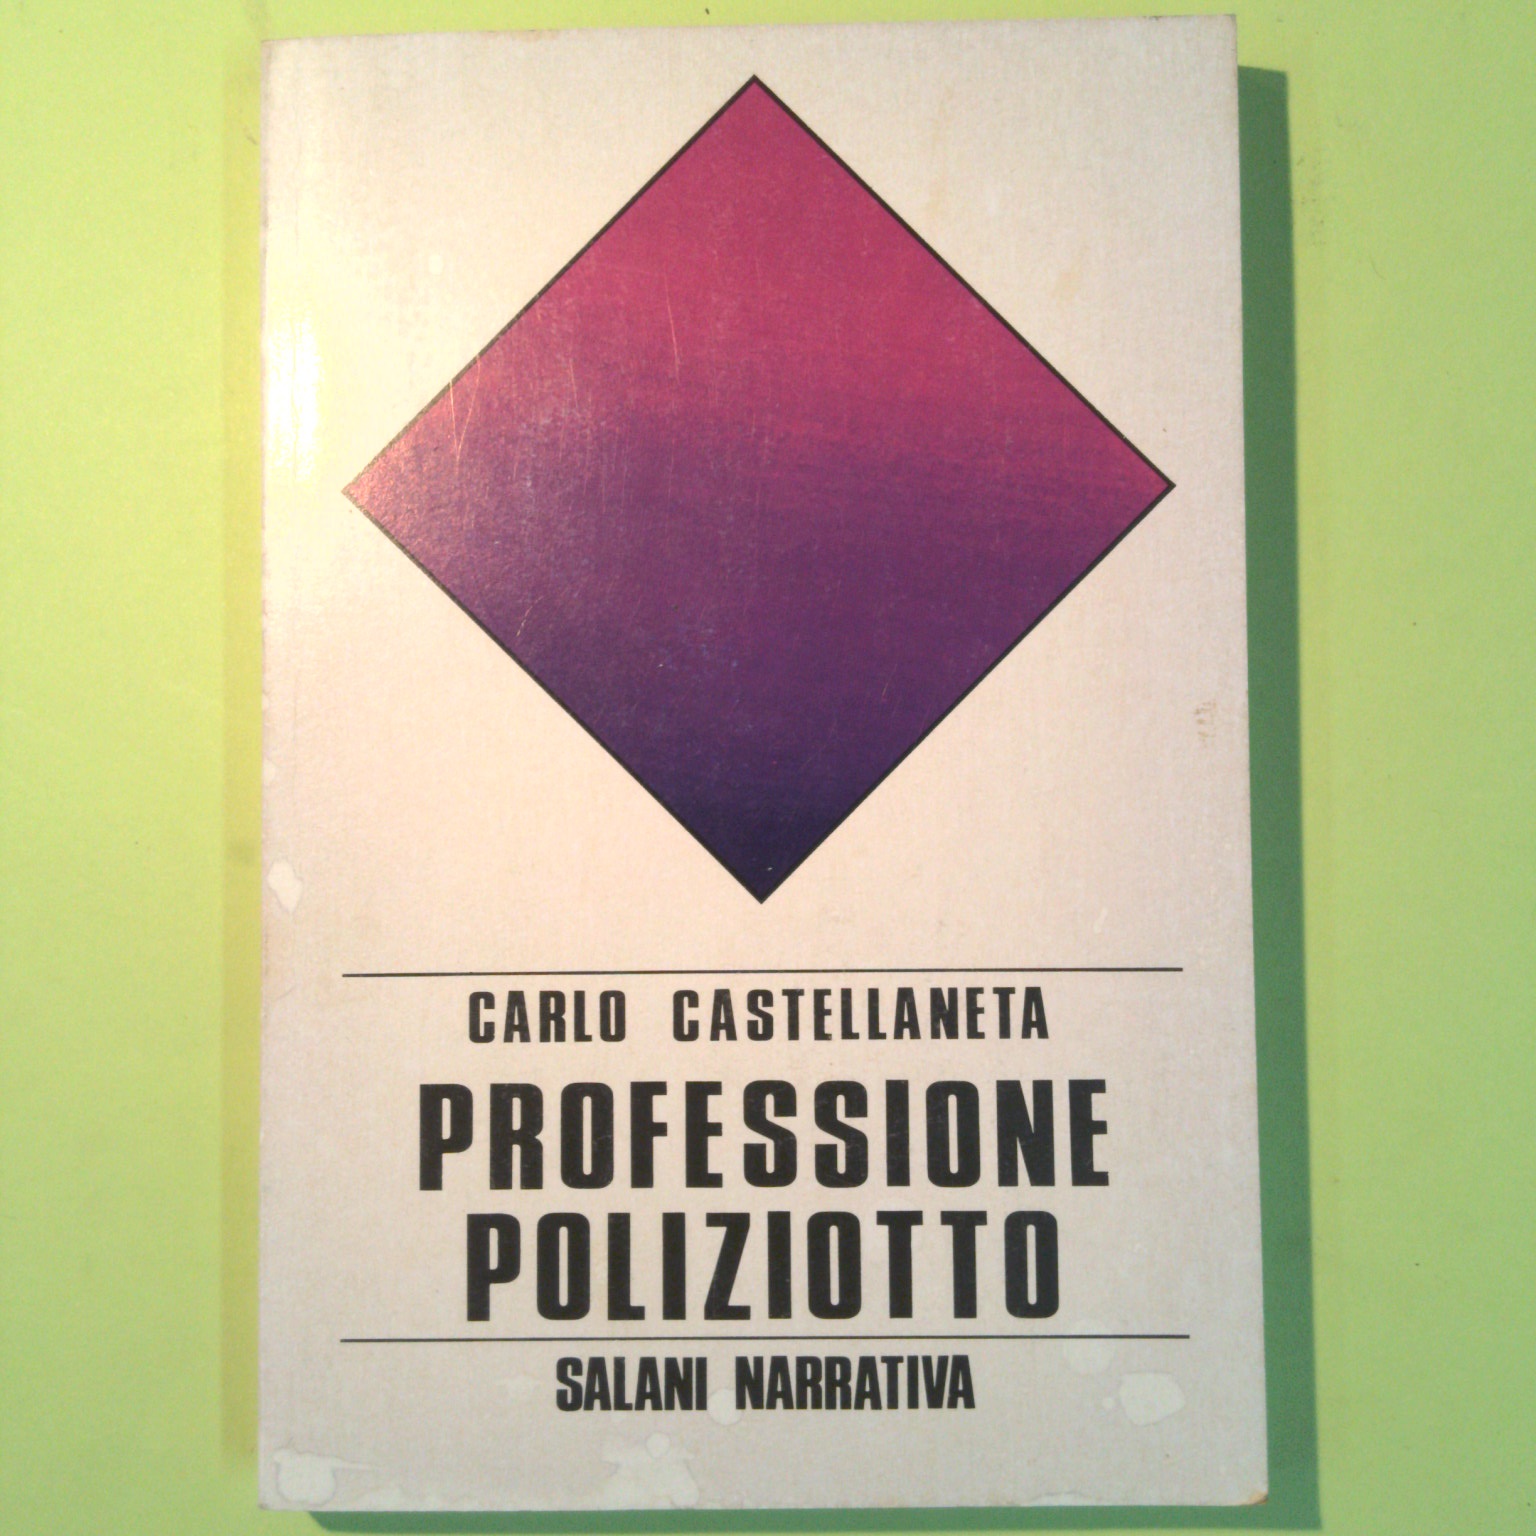 CARLO CASTELLANETA
PROFESSIONE
POLIZIOTTO
SALANI NARRATIVA